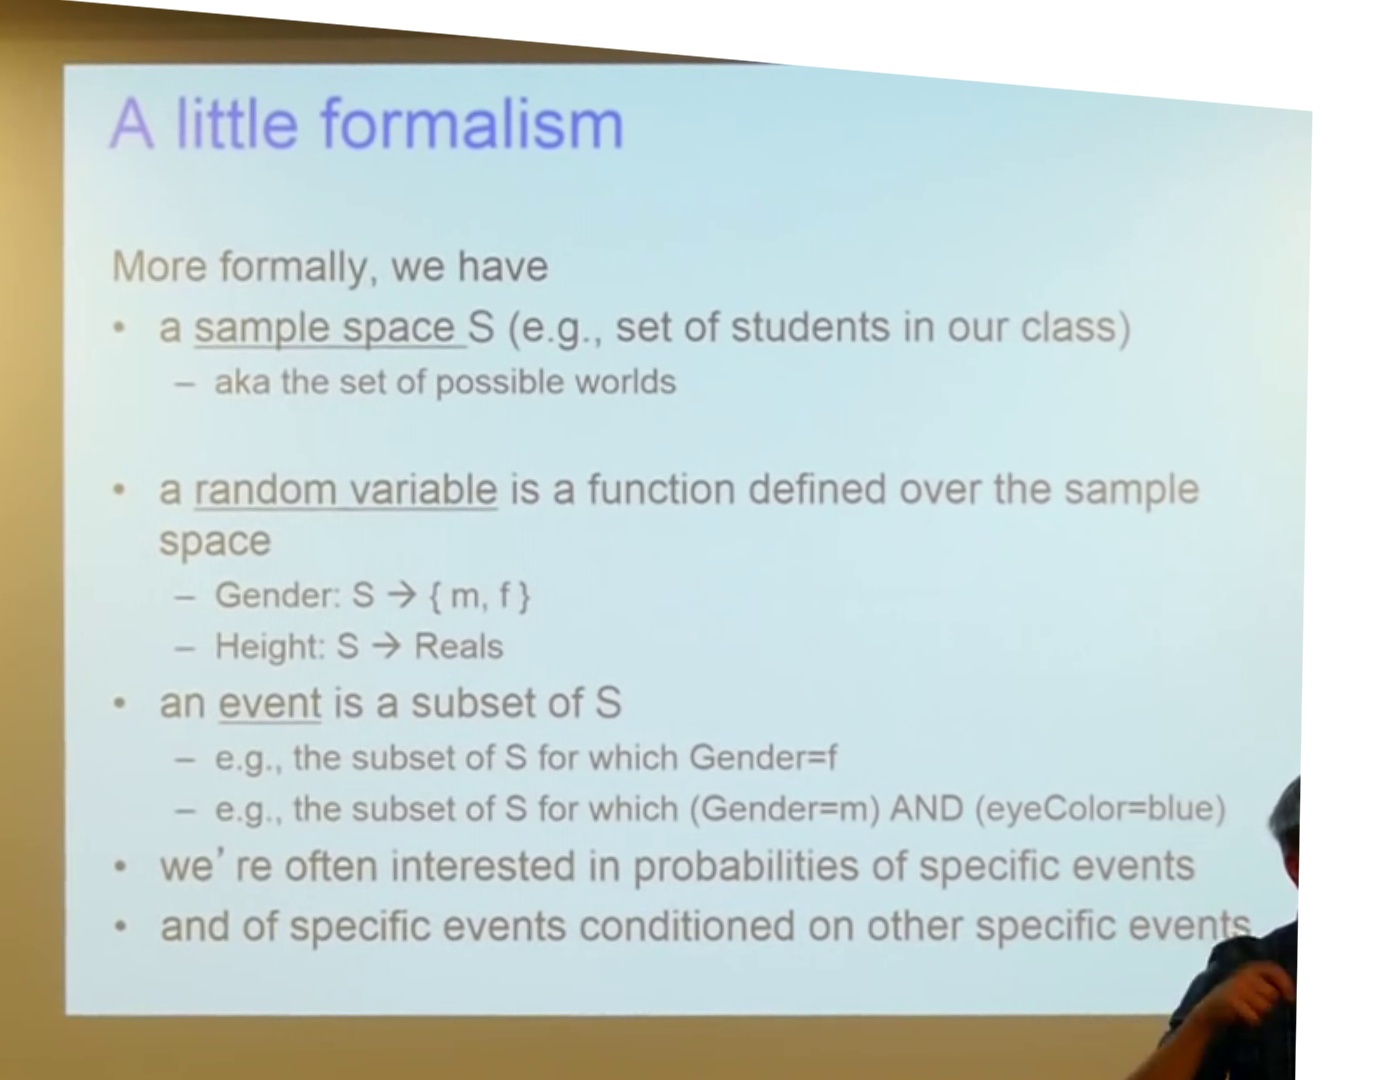 A little formalism
More formally, we have
• a sample space S (e.g., set of students in our class)
– aka the set of possible worlds
• a random variable is a function defined over the sample
space
– Gender: S → { m, f }
– Height: S → Reals
• an event is a subset of S
– e.g., the subset of S for which Gender=f
– e.g., the subset of S for which (Gender=m) AND (eyeColor=blue)
• we’ re often interested in probabilities of specific events
• and of specific events conditioned on other specific events